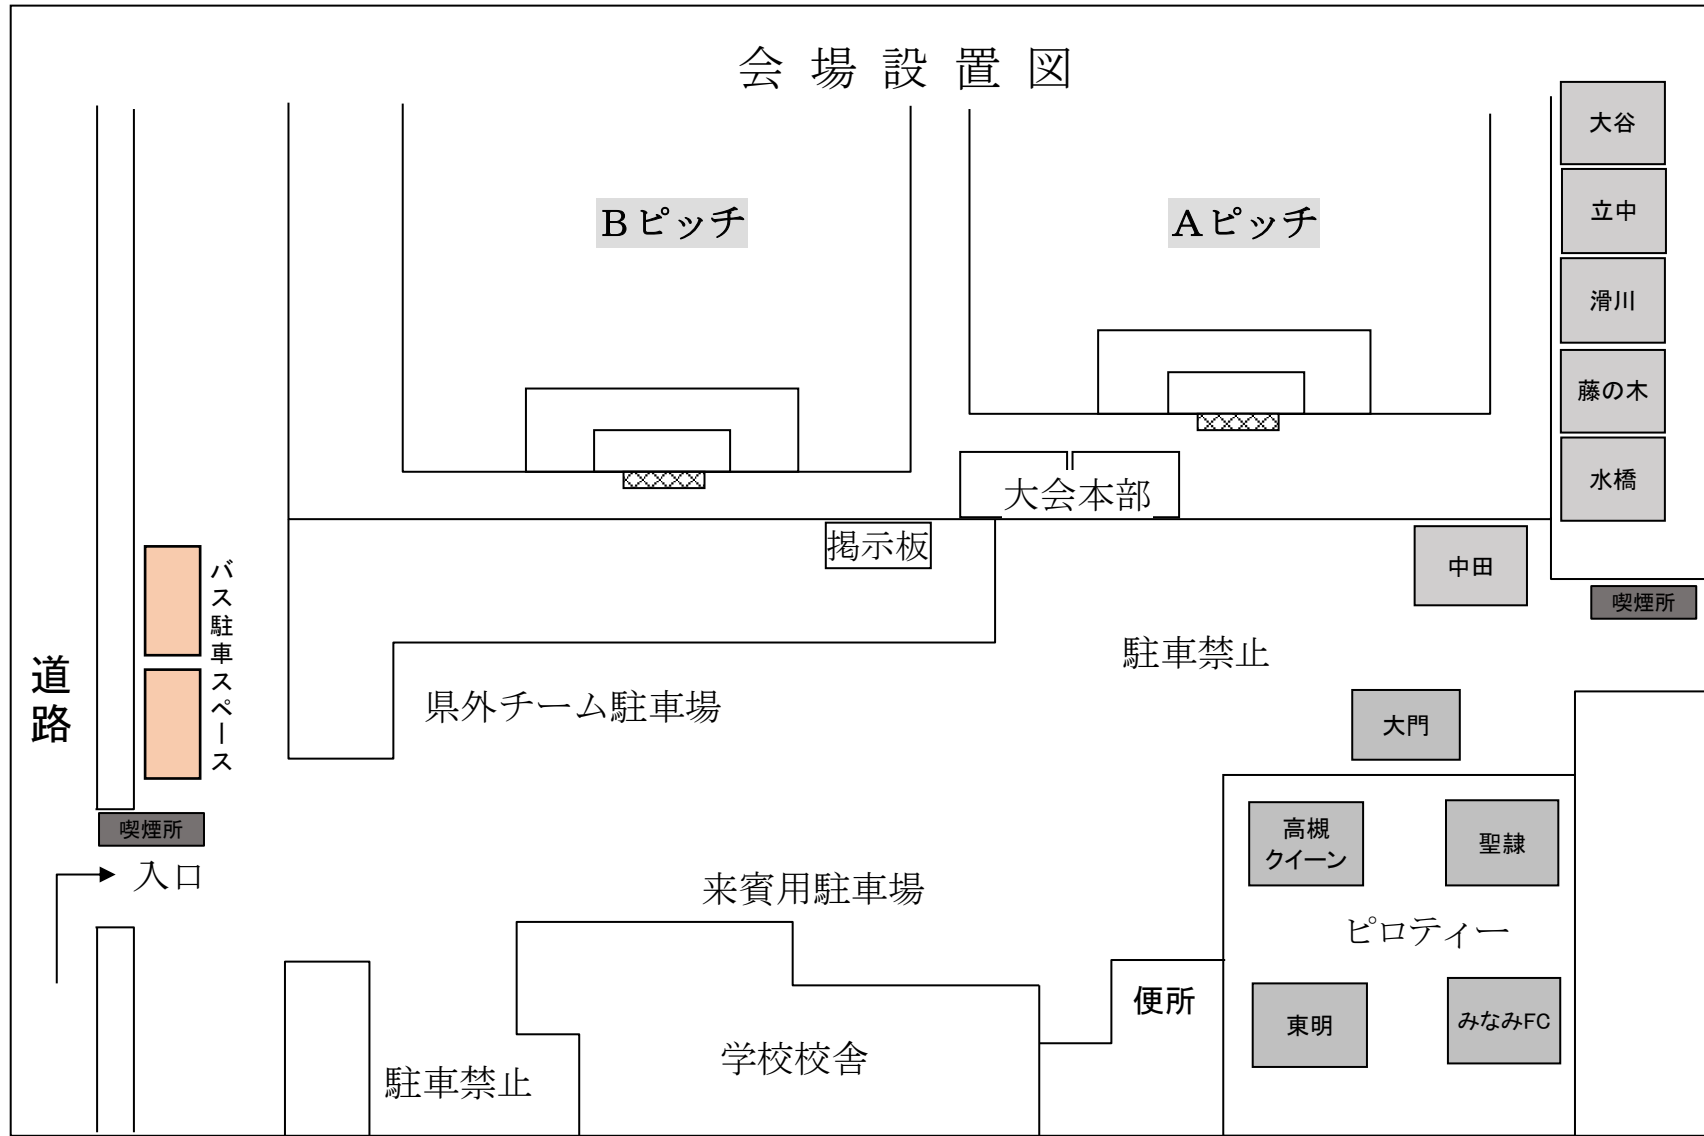 会場設置図
大谷
Bピッチ
Aピッチ
立中
滑川
藤の木
水橋
大会本部
掲示板
中田
喫煙所
バス駐車スペース
駐車禁止
道路
県外チーム駐車場
大門
喫煙所
入口
高槻
クイーン
聖隷
来賓用駐車場
ピロティー
便所
東明
みなみFC
学校校舎
駐車禁止